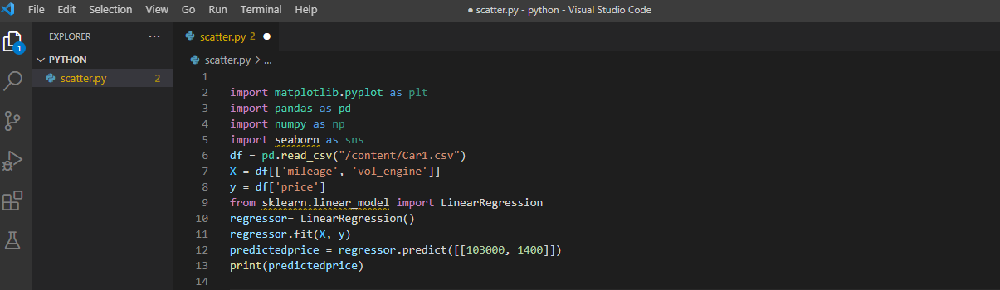 File Edit Selection View Go Run Terminal Help ● scatter.py - python - Visual Studio Code
EXPLORER ···
scatter.py 2 ●
PYTHON
scatter.py > ...
scatter.py 2
1
1
2 import matplotlib.pyplot as plt
3 import pandas as pd
4 import numpy as np
5 import seaborn as sns
6 df = pd.read_csv("/content/Car1.csv")
7 X = df[['mileage', 'vol_engine']]
8 y = df['price']
9 from sklearn.linear_model import LinearRegression
10 regressor= LinearRegression()
11 regressor.fit(X, y)
12 predictedprice = regressor.predict([[103000, 1400]])
13 print(predictedprice)
14